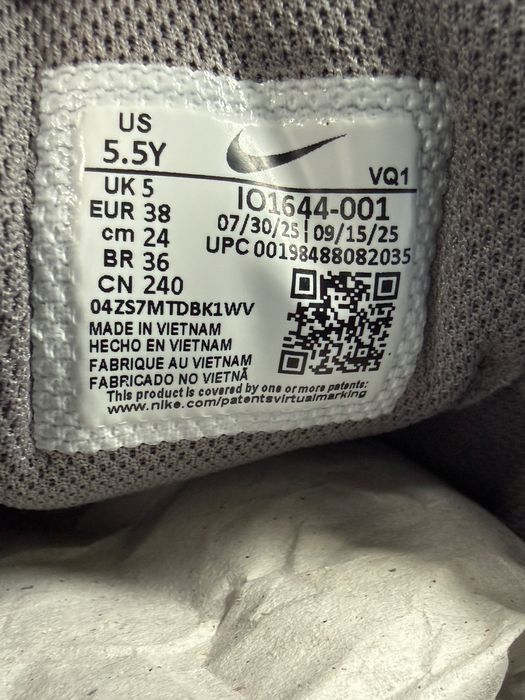 US
5.5Y
VQ1
UK 5
EUR 38
cm 24
BR 36
CN 240
IO1644-001
07/30/25 | 09/15/25
UPC 00198488082035
04ZS7MTDBK1WV
MADE IN VIETNAM
HECHO EN VIETNAM
FABRIQUE AU VIETNAM
FABRICADO NO VIETNÃ
This product is covered by one or more patents:
www.nike.com/patentsvirtualmarking